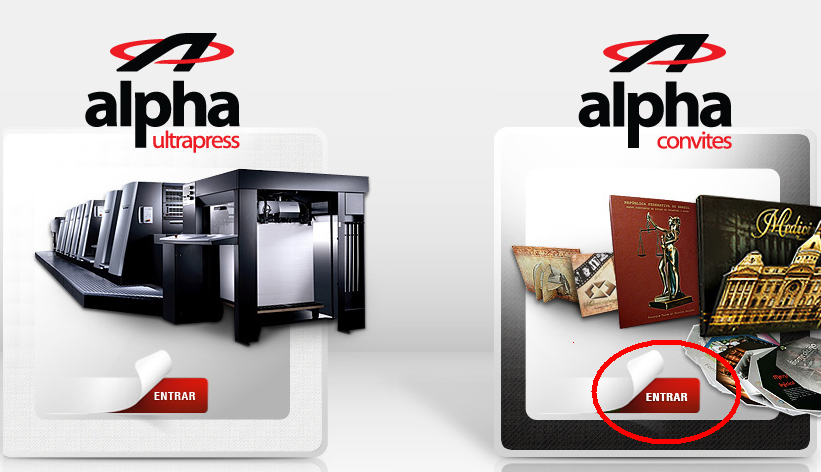 alpha
ultrapress
ENTRAR
alpha
convites
REPÚBLICA FEDERATIVA DO BRASIL
Medici
ENTRAR